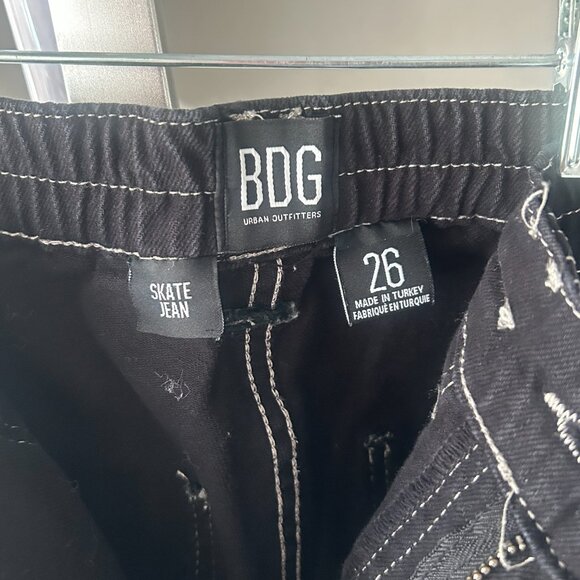 BDG
URBAN OUTFITTERS
SKATE
JEAN
26
MADE IN TURKEY
FABRIQUÉ EN TURQUIE